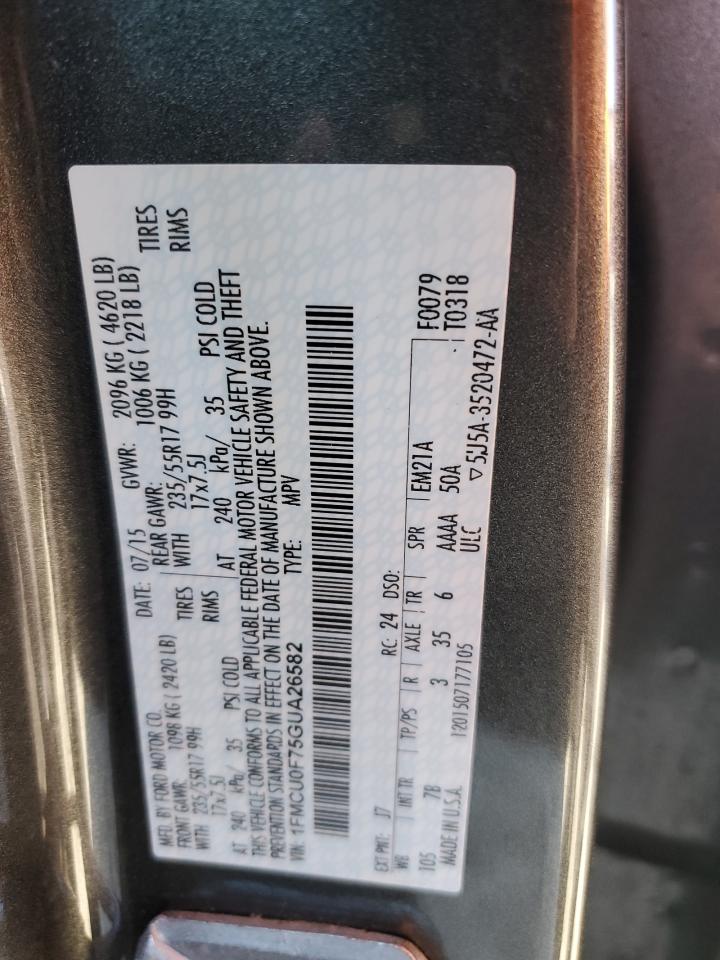 MFD. BY FORD MOTOR CO. DATE: 07/15 GVWR: 2096 KG ( 4620 LB)
FRONT GAWR: 1098 KG ( 2420 LB) REAR GAWR: 1006 KG ( 2218 LB)
WITH 235/55R17 99H TIRES WITH 235/55R17 99H TIRES
17x7.5J RIMS 17x7.5J RIMS
AT 240 kPa/ 35 PSI COLD AT 240 kPa/ 35 PSI COLD
THIS VEHICLE CONFORMS TO ALL APPLICABLE FEDERAL MOTOR VEHICLE SAFETY AND THEFT
PREVENTION STANDARDS IN EFFECT ON THE DATE OF MANUFACTURE SHOWN ABOVE.
VIN: 1FMCU0F75GUA26582 TYPE: MPV
EXT PNT: J7 RC: 24 DSO: F0079
WB INT TR TP/PS R AXLE TR SPR EM21A T0318
105 7B 3 35 6 AAAA 50A
MADE IN U.S.A. 1201507177105 ULC ▽5U5A-3520472-AA